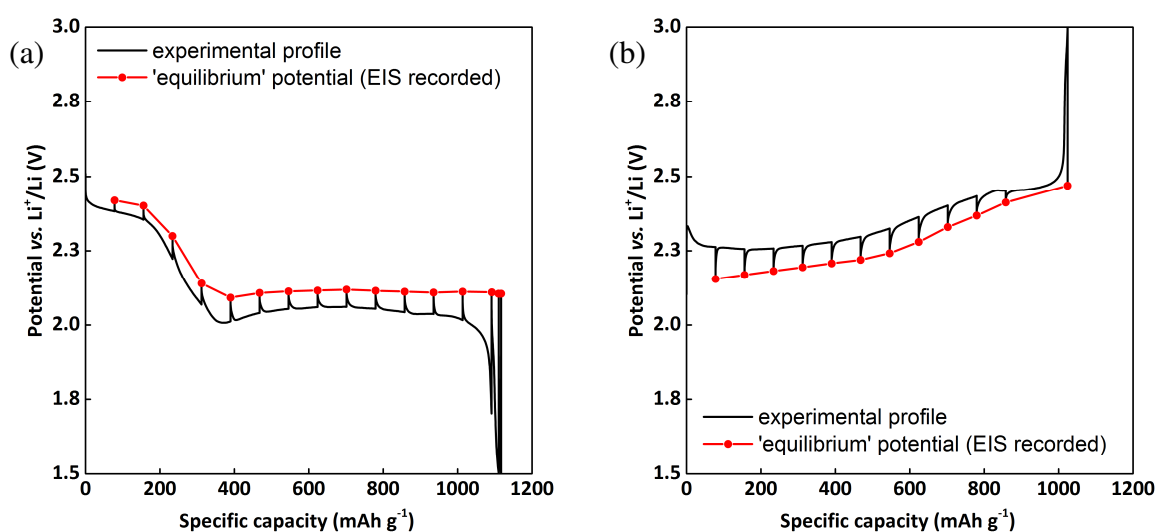 (a)
3.0
2.8
2.5
2.3
2.0
1.8
1.5
Potential vs. Li⁺/Li (V)
experimental profile
'equilibrium' potential (EIS recorded)
0 200 400 600 800 1000 1200
Specific capacity (mAh g⁻¹)
(b)
3.0
2.8
2.5
2.3
2.0
1.8
1.5
Potential vs. Li⁺/Li (V)
experimental profile
'equilibrium' potential (EIS recorded)
0 200 400 600 800 1000 1200
Specific capacity (mAh g⁻¹)